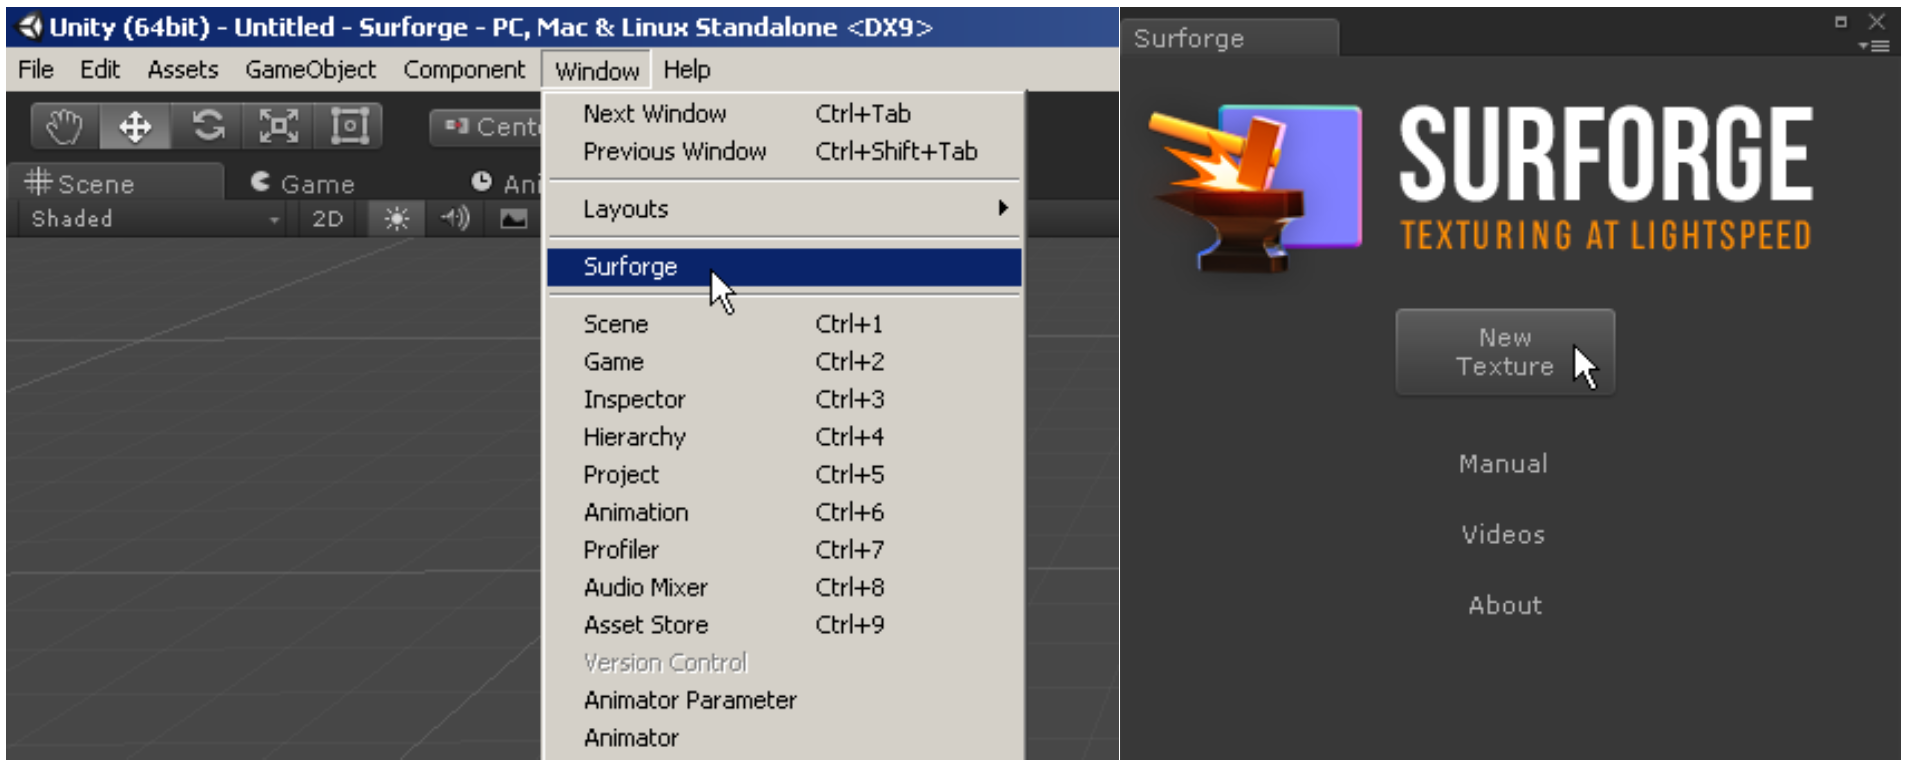 Unity (64bit) - Untitled - Surforge - PC, Mac & Linux Standalone <DX9>
File Edit Assets GameObject Component Window Help
Cent
Scene Game Ani
Shaded 2D
Next Window Ctrl+Tab
Previous Window Ctrl+Shift+Tab
Layouts
Surforge
Scene Ctrl+1
Game Ctrl+2
Inspector Ctrl+3
Hierarchy Ctrl+4
Project Ctrl+5
Animation Ctrl+6
Profiler Ctrl+7
Audio Mixer Ctrl+8
Asset Store Ctrl+9
Version Control
Animator Parameter
Animator
Surforge
SURFORGE
TEXTURING AT LIGHTSPEED
New
Texture
Manual
Videos
About